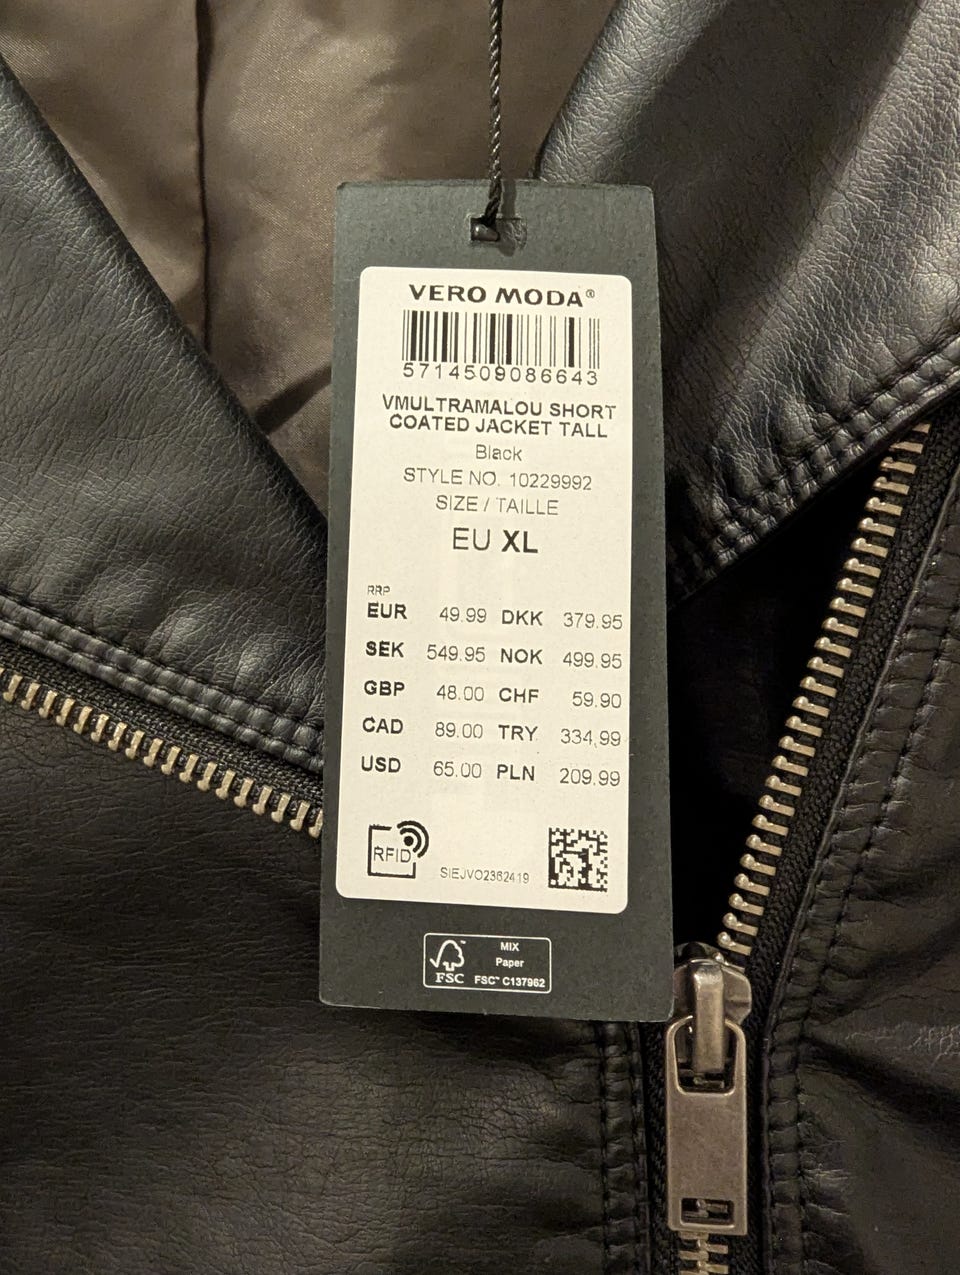 VERO MODA®
5714509086643
VMULTRAMALOU SHORT
COATED JACKET TALL
Black
STYLE NO. 10229992
SIZE / TAILLE
EU XL
RRP
EUR 49.99 DKK 379.95
SEK 549.95 NOK 499.95
GBP 48.00 CHF 59.90
CAD 89.00 TRY 334,99
USD 65.00 PLN 209.99
RFID
SIEJVO2362419
MIX
Paper
FSC™ C137962
FSC